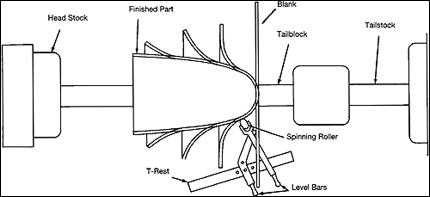 Blank
Finished Part
Head Stock
Tailstock
Tailblock
Spinning Roller
T-Rest
Level Bars